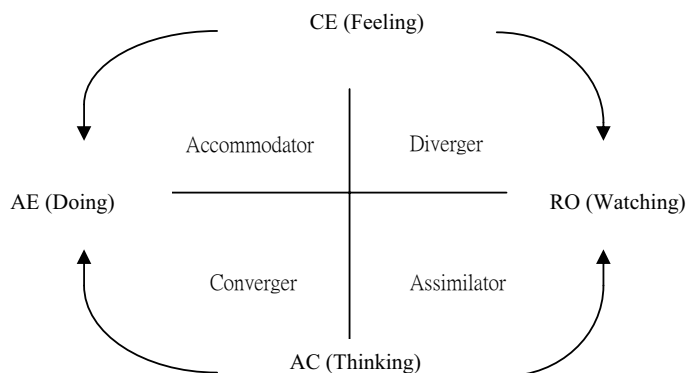 CE (Feeling)
Accommodator
Diverger
AE (Doing)
RO (Watching)
Converger
Assimilator
AC (Thinking)